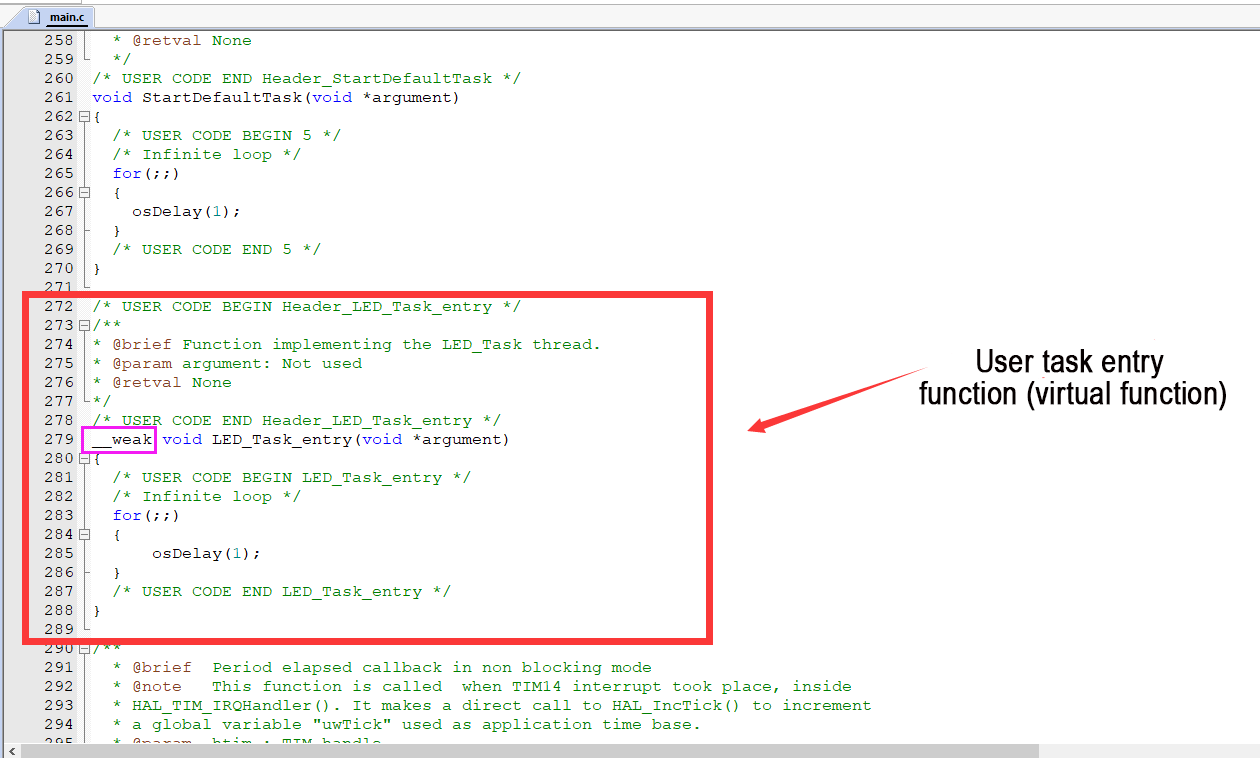 main.c
258 * @retval None
259 */
260 /* USER CODE END Header_StartDefaultTask */
261 void StartDefaultTask(void *argument)
262 {
263 /* USER CODE BEGIN 5 */
264 /* Infinite loop */
265 for(;;)
266 {
267 osDelay(1);
268 }
269 /* USER CODE END 5 */
270 }
271
272 /* USER CODE BEGIN Header_LED_Task_entry */
273 /**
274 * @brief Function implementing the LED_Task thread.
275 * @param argument: Not used
276 * @retval None
277 */
278 /* USER CODE END Header_LED_Task_entry */
279 __weak void LED_Task_entry(void *argument)
280 {
281 /* USER CODE BEGIN LED_Task_entry */
282 /* Infinite loop */
283 for(;;)
284 {
285 osDelay(1);
286 }
287 /* USER CODE END LED_Task_entry */
288 }
289
290 /**
291 * @brief  Period elapsed callback in non blocking mode
292 * @note   This function is called  when TIM14 interrupt took place, inside
293 * HAL_TIM_IRQHandler(). It makes a direct call to HAL_IncTick() to increment
294 * a global variable "uwTick" used as application time base.
295 * @param  htim : TIM handle
User task entry
function (virtual function)